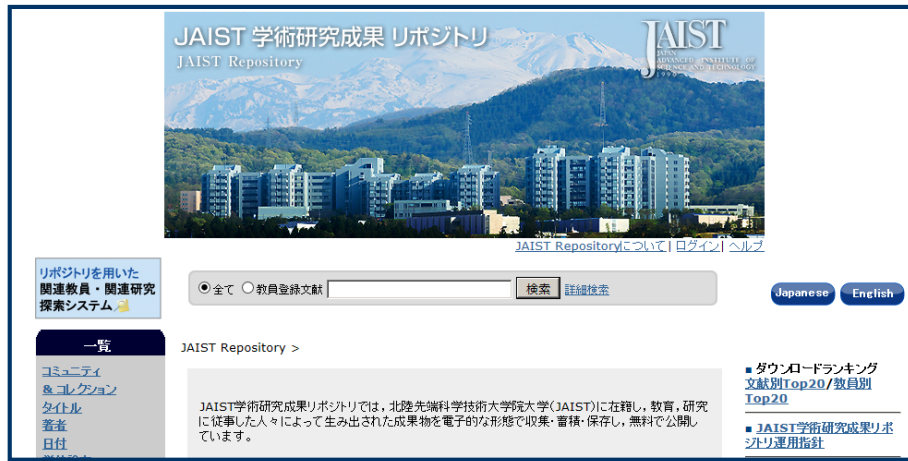 JAIST 学術研究成果 リポジトリ
JAIST Repository
JAIST
JAPAN
ADVANCED INSTITUTE OF
SCIENCE AND TECHNOLOGY
1990
JAIST Repositoryについて | ログイン | ヘルプ
リポジトリを用いた
関連教員・関連研究
探索システム
全て 教員登録文献 検索 詳細検索
Japanese English
一覧
コミュニティ
& コレクション
タイトル
著者
日付
JAIST Repository >
JAIST学術研究成果リポジトリでは，北陸先端科学技術大学院大学(JAIST)に在籍し，教育，研究
に従事した人々によって生み出された成果物を電子的な形態で収集・蓄積・保存し，無料で公開し
ています。
■ ダウンロードランキング
文献別Top20/教員別
Top20
■ JAIST学術研究成果リポ
ジトリ運用指針